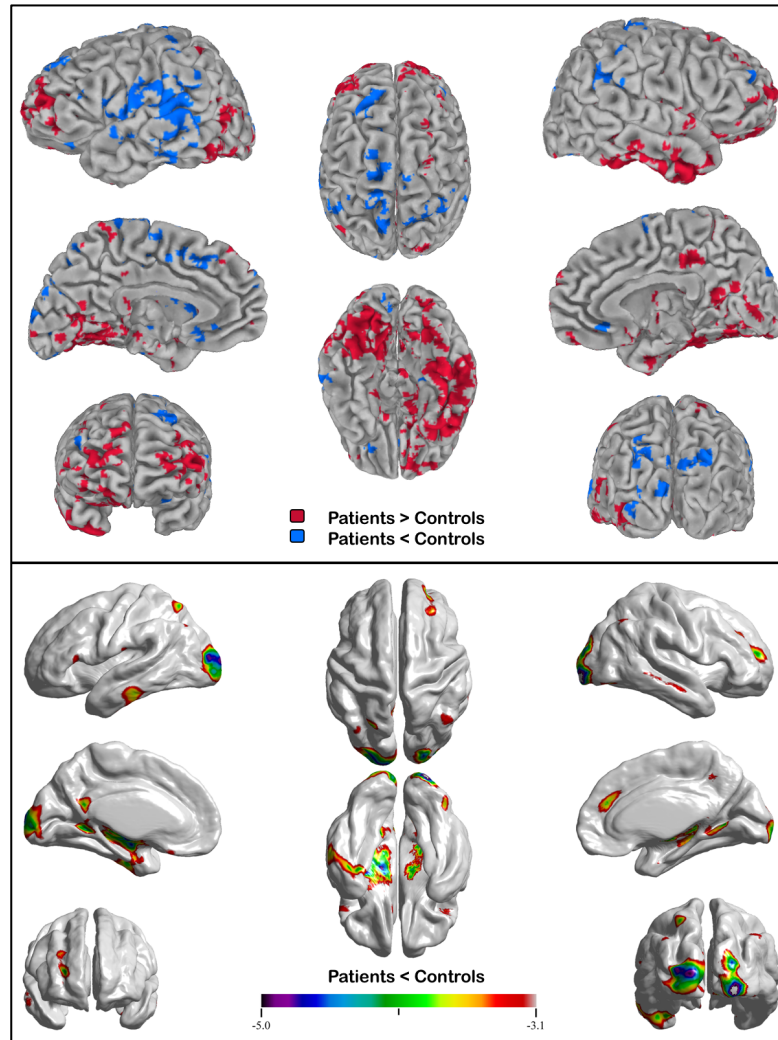 Patients > Controls
Patients < Controls
Patients < Controls
-5.0
-3.1